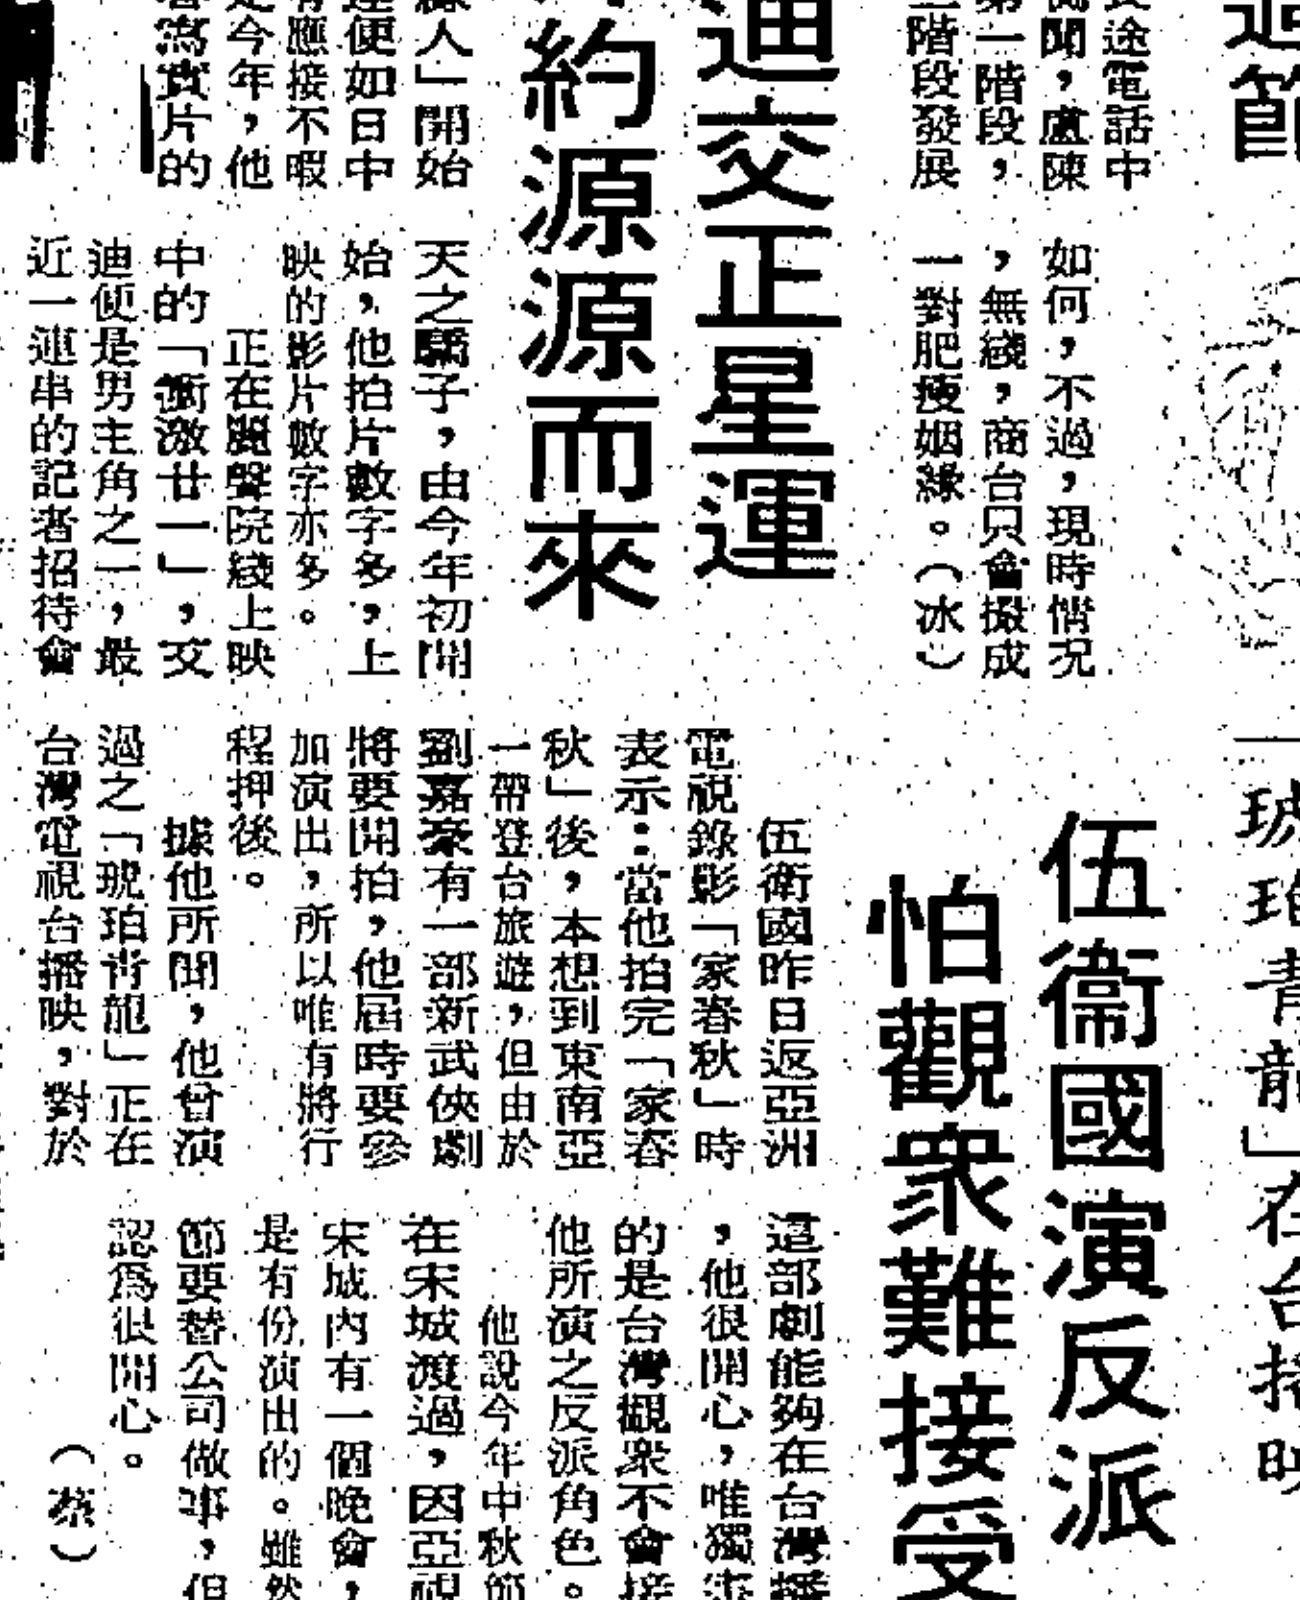 過節
長途電話中
盧陳
第一階段，
階段發展
如何，不過，現時情況
，無綫，商台只會撮成
一對肥瘦姻緣。（冰）
迪交正星運
約源源而來
線人」開始
便如日中
應接不暇
今年，他
賣片的
天之驕子，由今年初開
始，他拍片數字多，上
映的影片數字亦多。
正在麗聲院綫上映
中的「衝激廿一」，交
迪便是男主角之一，最
近一連串的記者招待會
琥珀青龍」在台播映
伍衞國演反派
怕觀衆難接受
伍衛國昨日返亞洲
電視錄影「家春秋」時
表示：當他拍完「家春
秋」後，本想到東南亞
一帶登台旅遊，但由於
劉嘉豪有一部新武俠劇
將要開拍，他屆時要參
加演出，所以唯有將行
程押後。
據他所聞，他曾演
過之「琥珀青龍」正在
台灣電視台播映，對於
這部劇能夠在台灣播
，他很開心，唯獨
的是台灣觀衆不會接
他所演之反派角色。
他說今年中秋節
在宋城渡過，因亞視
宋城內有一個晚會，
是有份演出的。雖然
節要替公司做事，但
認爲很開心。
（蔡）